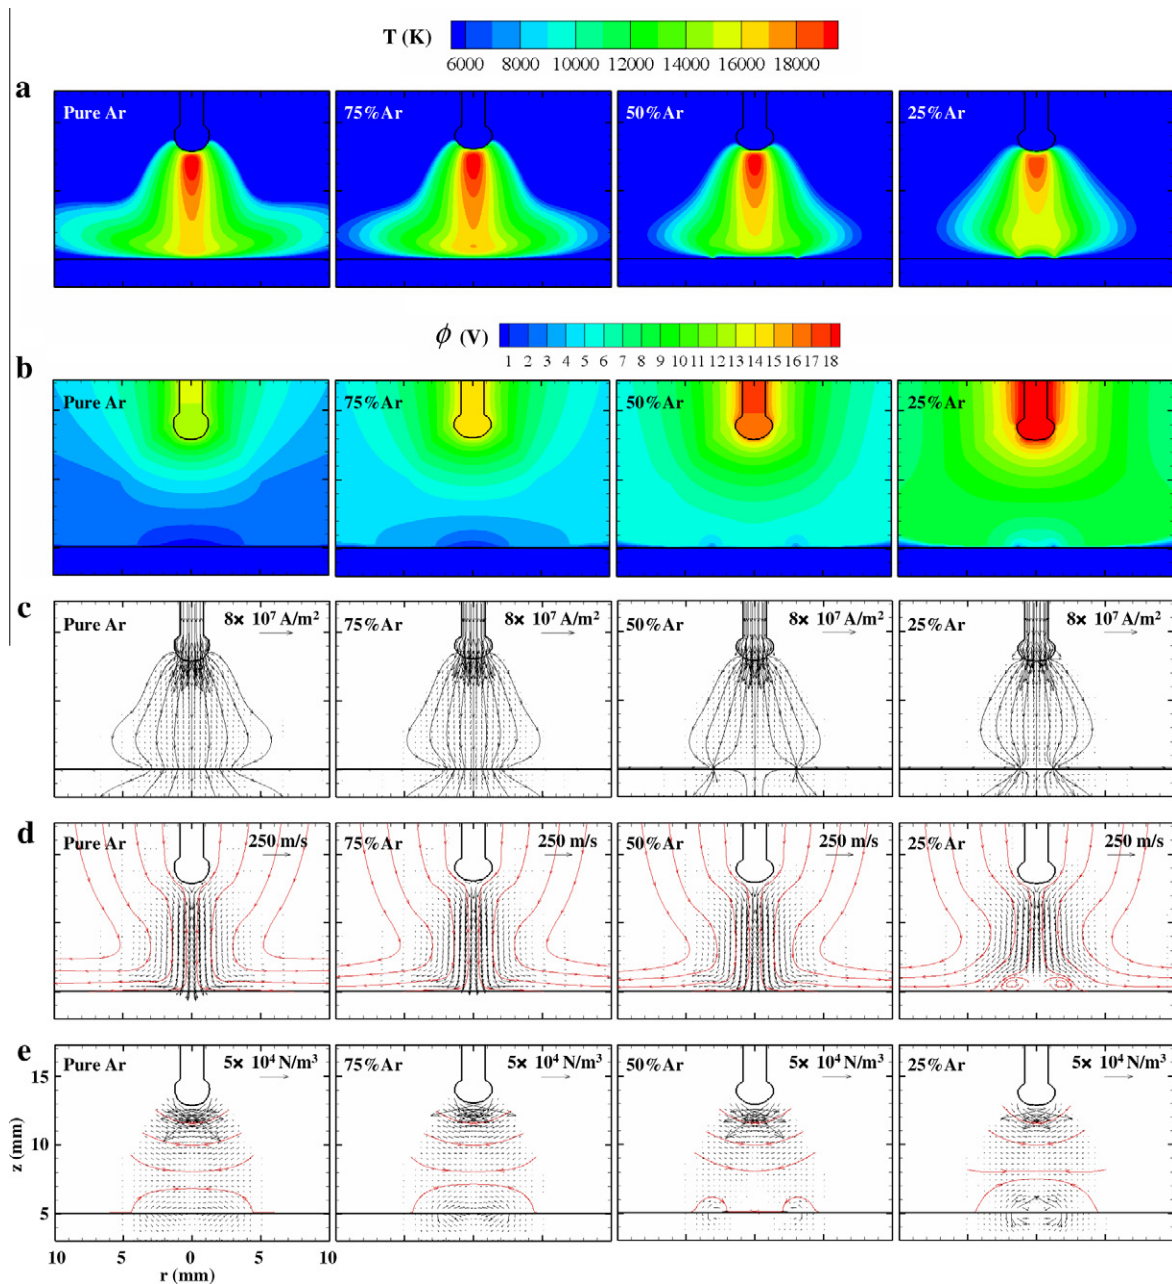 T (K)
6000 8000 10000 12000 14000 16000 18000
a
Pure Ar 75%Ar 50%Ar 25%Ar
ϕ (V)
1 2 3 4 5 6 7 8 9 10 11 12 13 14 15 16 17 18
b
Pure Ar 75%Ar 50%Ar 25%Ar
c
Pure Ar 8× 10⁷ A/m² 75%Ar 8× 10⁷ A/m² 50%Ar 8× 10⁷ A/m² 25%Ar 8× 10⁷ A/m²
d
Pure Ar 250 m/s 75%Ar 250 m/s 50%Ar 250 m/s 25%Ar 250 m/s
e
Pure Ar 5× 10⁴ N/m³ 75%Ar 5× 10⁴ N/m³ 50%Ar 5× 10⁴ N/m³ 25%Ar 5× 10⁴ N/m³
15
10
5
z (mm)
10 5 0 5 10
r (mm)